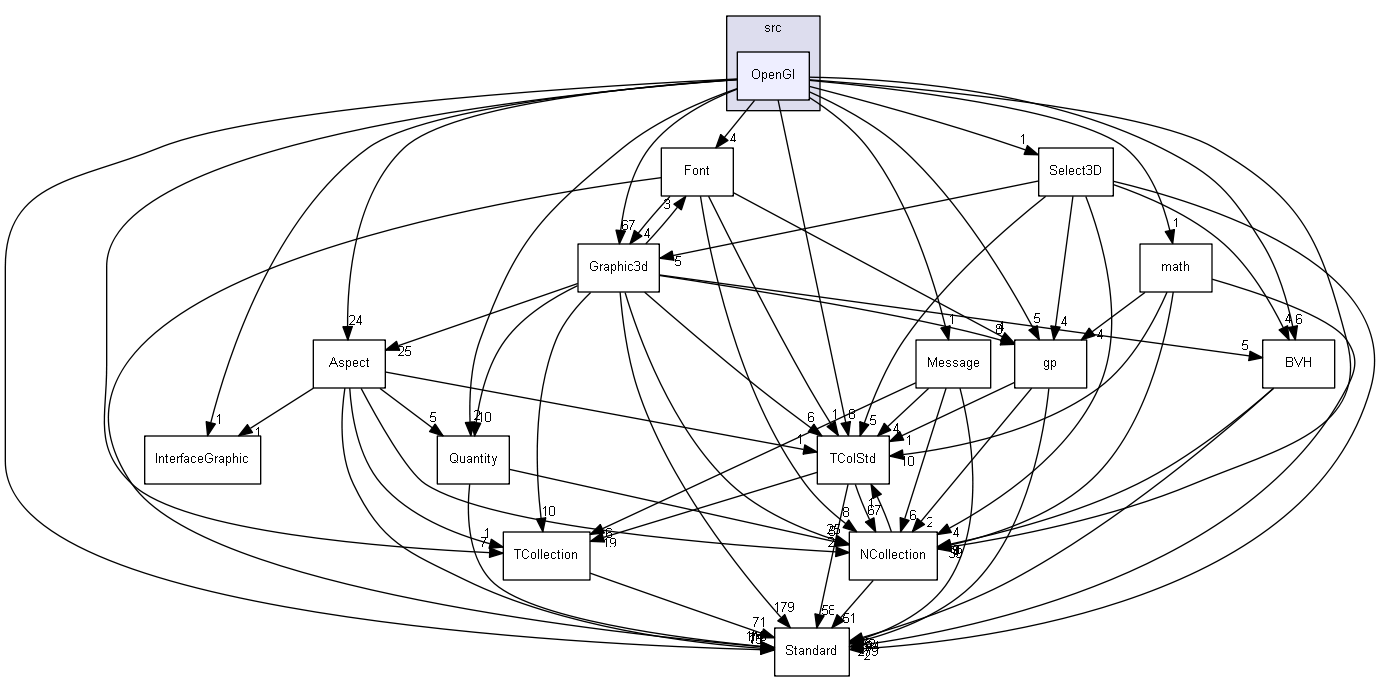 src
OpenGl
4
1
Font
Select3D
3
67
4
1
Graphic3d
5
math
24
25
1
5
4
4
4
6
5
Aspect
Message
gp
BVH
1
1
5
10
6
1
1
8
5
4
1
10
InterfaceGraphic
Quantity
TColStd
10
1
7
19
8
67
6
2
4
TCollection
NCollection
179
58
51
71
Standard